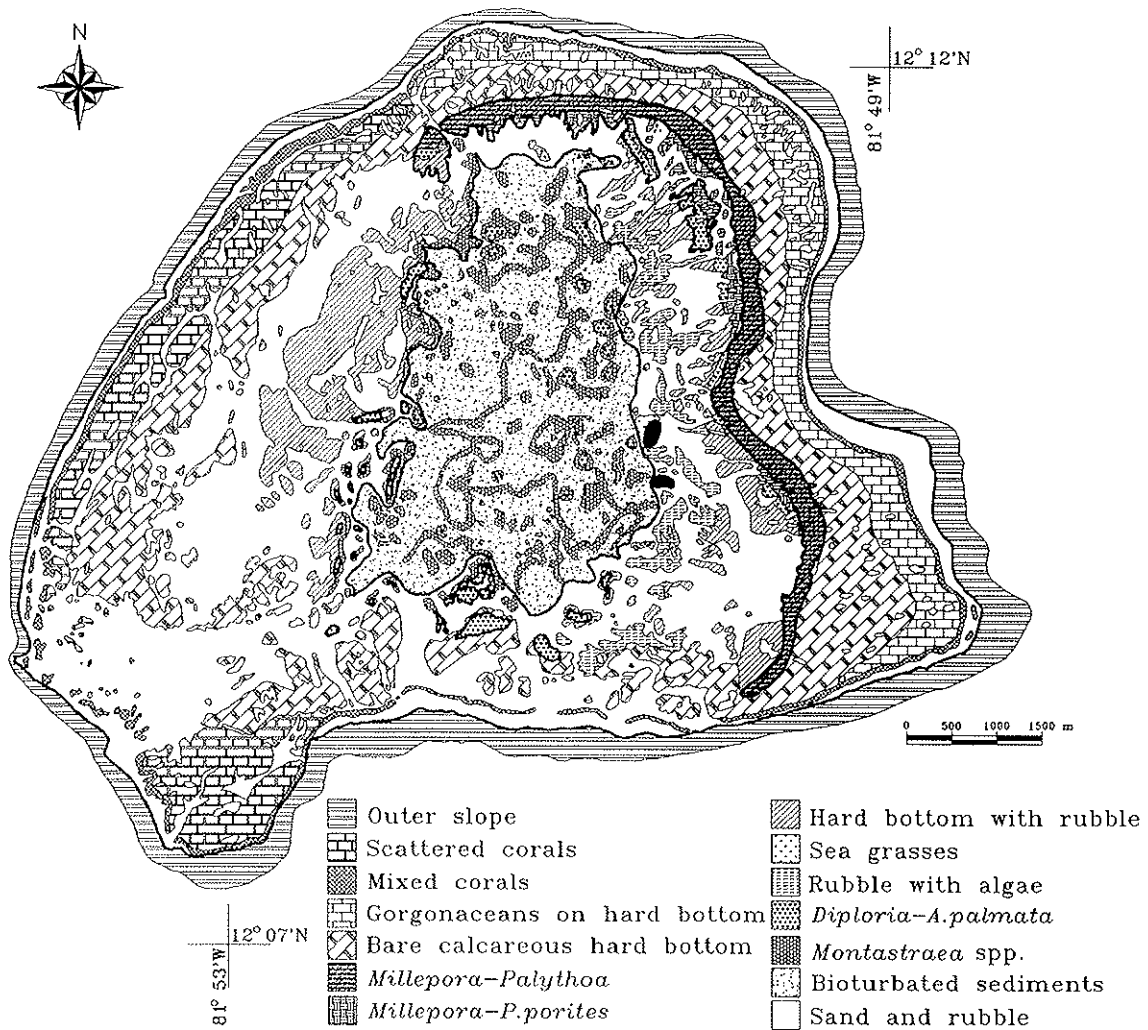 N
12° 12'N
81° 49'W
0 500 1000 1500 m
Outer slope
Scattered corals
Mixed corals
Gorgonaceans on hard bottom
Bare calcareous hard bottom
Millepora-Palythoa
Millepora-P.porites
Hard bottom with rubble
Sea grasses
Rubble with algae
Diploria-A.palmata
Montastraea spp.
Bioturbated sediments
Sand and rubble
12° 07'N
81° 53'W